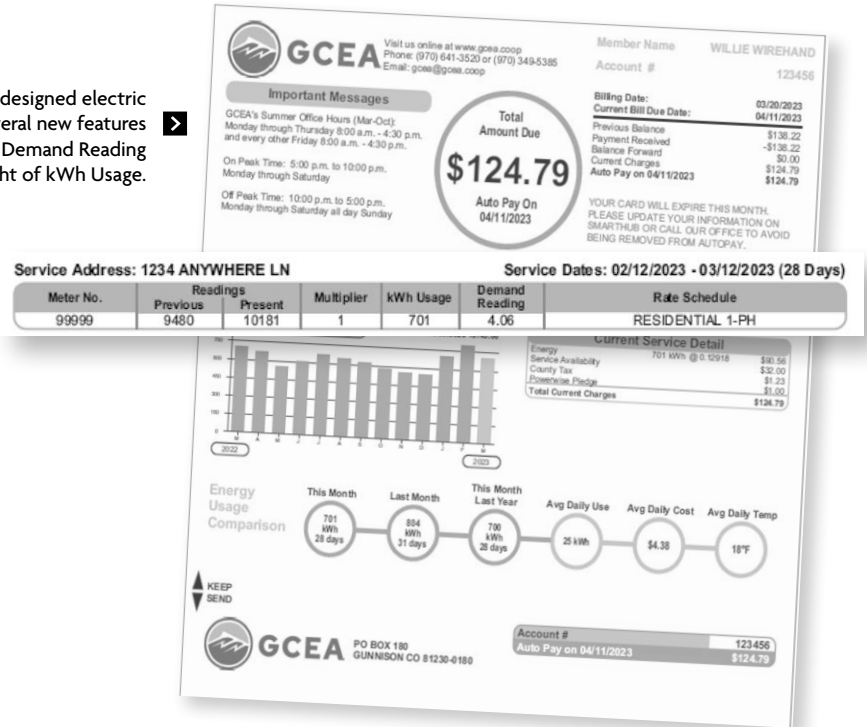 designed electric
veral new features
Demand Reading
ht of kWh Usage.
GCEA
Visit us online at www.gcea.coop
Phone: (970) 641-3520 or (970) 349-5385
Email: gcea@gcea.coop
Member Name WILLIE WIREHAND
Account # 123456
Important Messages
GCEA's Summer Office Hours (Mar-Oct):
Monday through Thursday 8:00 a.m. - 4:30 p.m.
and every other Friday 8:00 a.m. - 4:30 p.m.
On Peak Time: 5:00 p.m. to 10:00 p.m.
Monday through Saturday
Off Peak Time: 10:00 p.m. to 5:00 p.m.
Monday through Saturday all day Sunday
Total
Amount Due
$124.79
Auto Pay On
04/11/2023
Billing Date: 03/20/2023
Current Bill Due Date: 04/11/2023
Previous Balance $138.22
Payment Received -$138.22
Balance Forward $0.00
Current Charges $124.79
Auto Pay on 04/11/2023 $124.79
YOUR CARD WILL EXPIRE THIS MONTH.
PLEASE UPDATE YOUR INFORMATION ON
SMARTHUB OR CALL OUR OFFICE TO AVOID
BEING REMOVED FROM AUTOPAY.
Service Address: 1234 ANYWHERE LN Service Dates: 02/12/2023 - 03/12/2023 (28 Days)
Meter No. Readings Previous Present Multiplier kWh Usage Demand Reading Rate Schedule
99999 9480 10181 1 701 4.06 RESIDENTIAL 1-PH
750
600
450
300
150
0
M A M J J A S O N D J F M
2022 2023
Current Service Detail
Energy 701 kWh @ 0.12918 $90.56
Service Availability $32.00
County Tax $1.23
Powerwise Pledge $1.00
Total Current Charges $124.79
Energy
Usage
Comparison
This Month
701
kWh
28 days
Last Month
804
kWh
31 days
This Month
Last Year
700
kWh
28 days
Avg Daily Use
25 kWh
Avg Daily Cost
$4.38
Avg Daily Temp
18°F
KEEP
SEND
GCEA
PO BOX 180
GUNNISON CO 81230-0180
Account # 123456
Auto Pay on 04/11/2023 $124.79